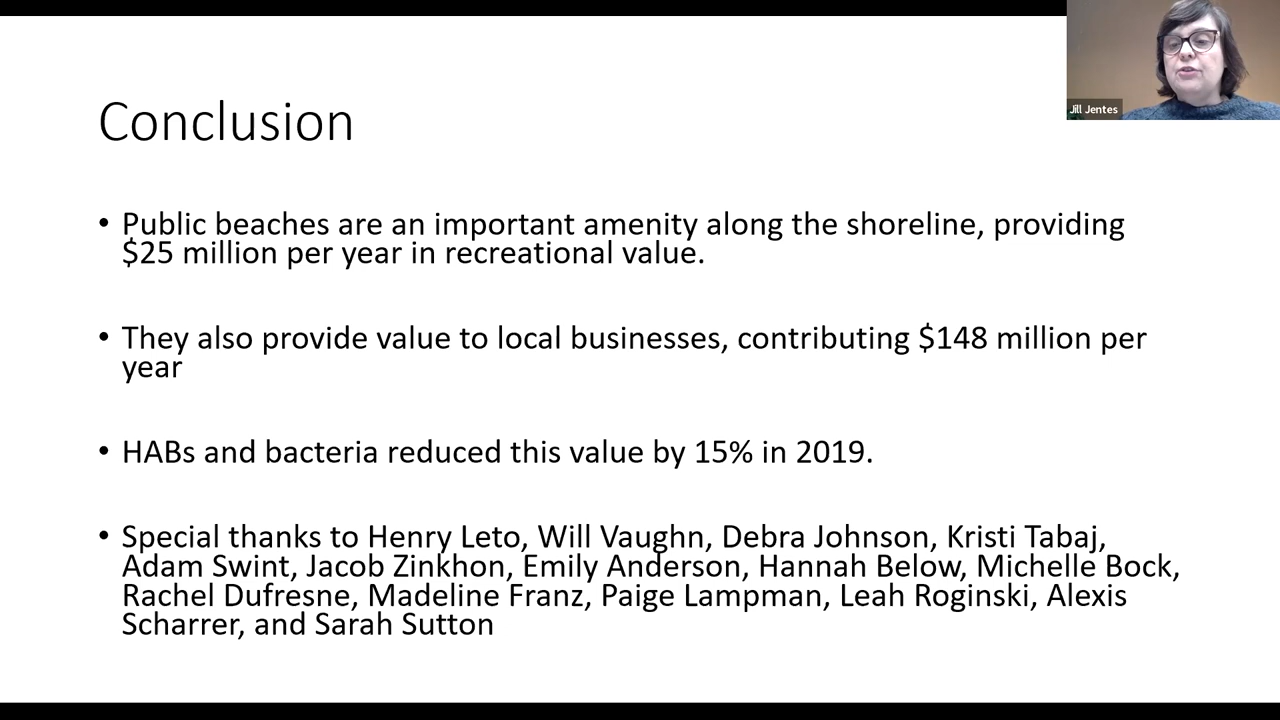 Conclusion
• Public beaches are an important amenity along the shoreline, providing
$25 million per year in recreational value.
• They also provide value to local businesses, contributing $148 million per
year
• HABs and bacteria reduced this value by 15% in 2019.
• Special thanks to Henry Leto, Will Vaughn, Debra Johnson, Kristi Tabaj,
Adam Swint, Jacob Zinkhon, Emily Anderson, Hannah Below, Michelle Bock,
Rachel Dufresne, Madeline Franz, Paige Lampman, Leah Roginski, Alexis
Scharrer, and Sarah Sutton
Jill Jentes